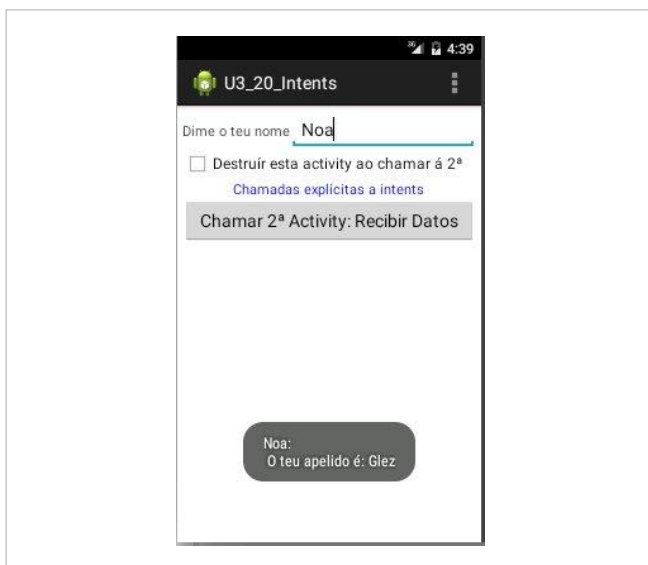 3G 4:39
U3_20_Intents
Dime o teu nome Noa
Destruír esta activity ao chamar á 2ª
Chamadas explicitas a intents
Chamar 2ª Activity: Recibir Datos
Noa:
O teu apelido é: Glez